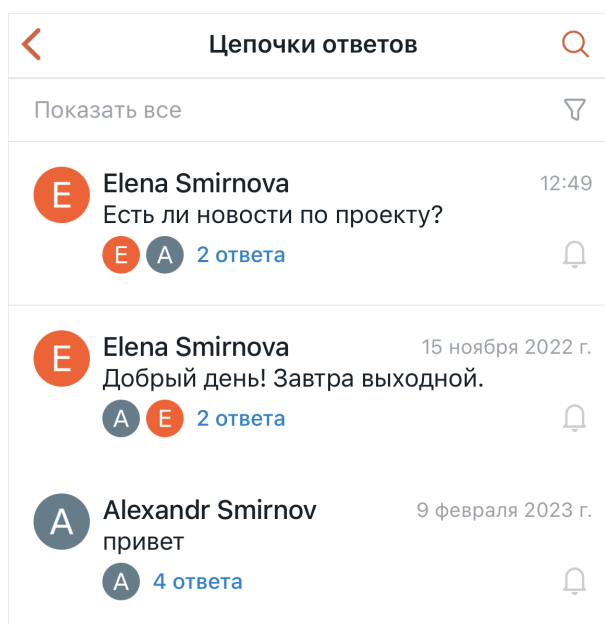 Цепочки ответов
Показать все
E
Elena Smirnova
12:49
Есть ли новости по проекту?
E A 2 ответа
E
Elena Smirnova
15 ноября 2022 г.
Добрый день! Завтра выходной.
A E 2 ответа
A
Alexandr Smirnov
9 февраля 2023 г.
привет
A 4 ответа